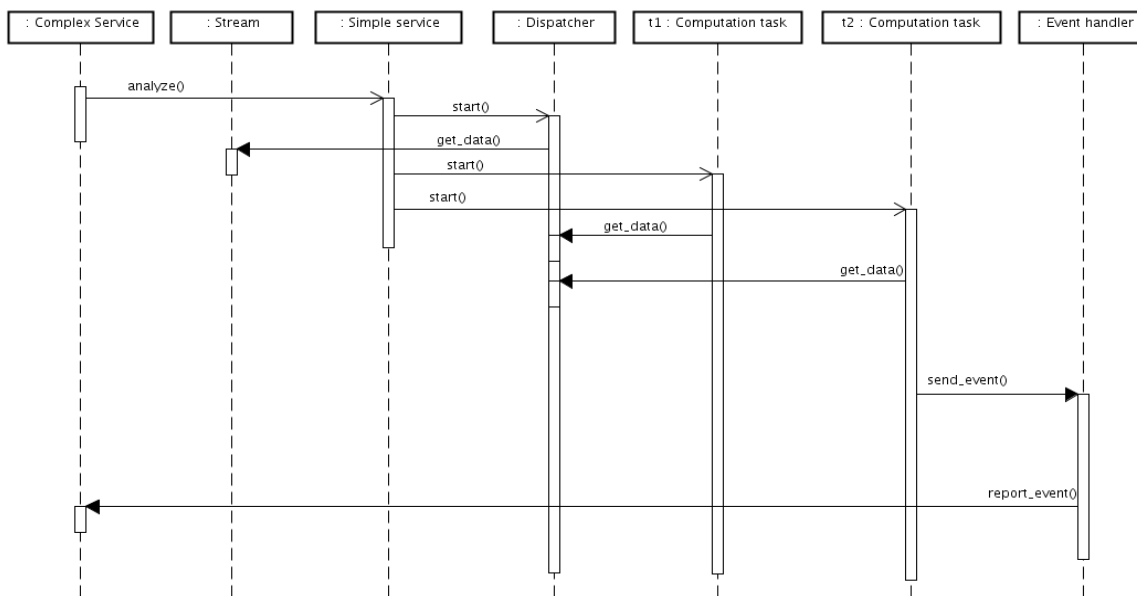 : Complex Service
: Stream
: Simple service
: Dispatcher
t1 : Computation task
t2 : Computation task
: Event handler
analyze()
start()
get_data()
start()
start()
get_data()
get_data()
send_event()
report_event()